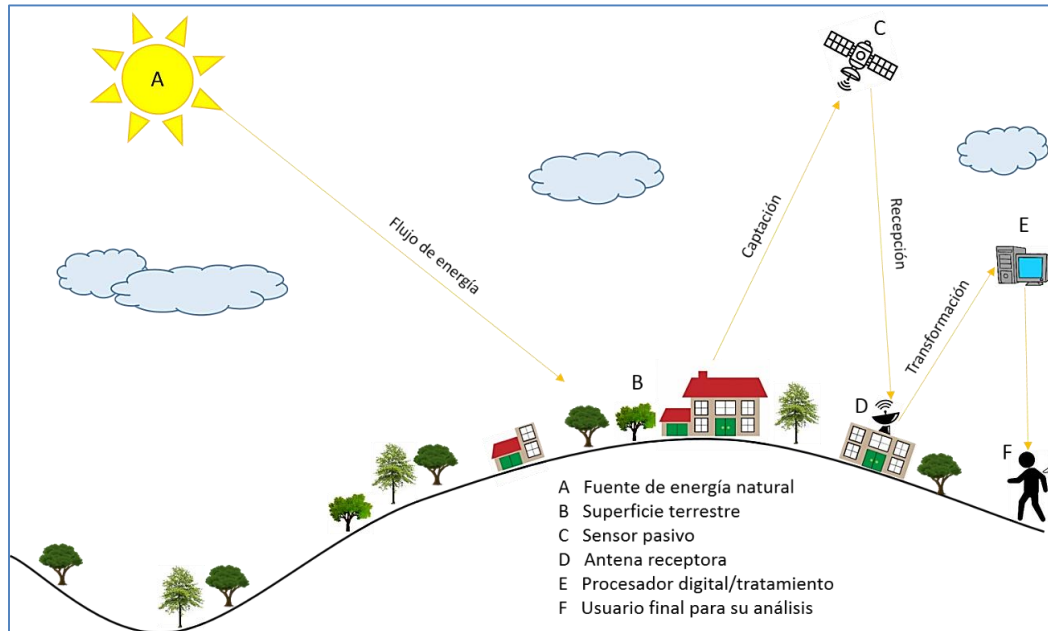 A
C
Flujo de energía
Captación
Recepción
E
Transformación
B
D
F
A Fuente de energía natural
B Superficie terrestre
C Sensor pasivo
D Antena receptora
E Procesador digital/tratamiento
F Usuario final para su análisis